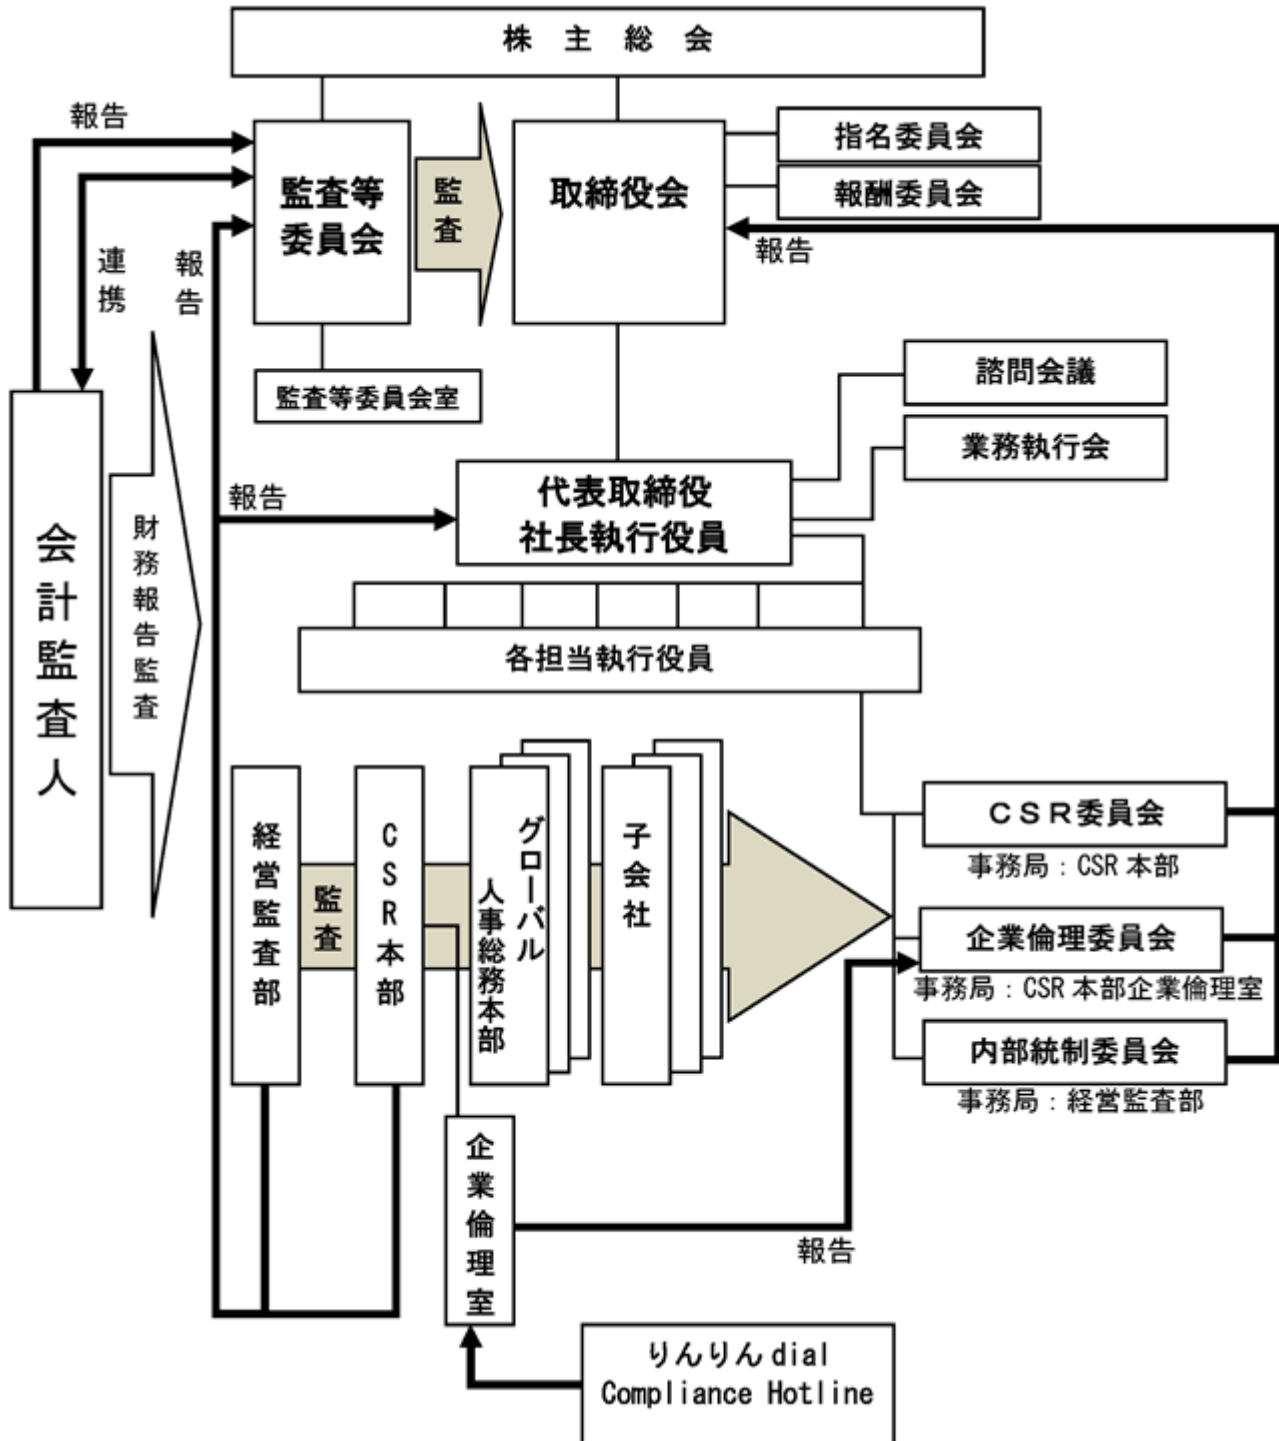 株主総会
報告
監査等
委員会
監査
取締役会
指名委員会
報酬委員会
報告
連携
報告
監査等委員会室
諮問会議
業務執行会
報告
代表取締役
社長執行役員
会計監査人
財務報告監査
各担当執行役員
経営監査部
監査
CSR本部
グローバル
人事総務本部
子会社
CSR委員会
事務局：CSR本部
企業倫理委員会
事務局：CSR本部企業倫理室
内部統制委員会
事務局：経営監査部
企業倫理室
報告
りんりんdial
Compliance Hotline